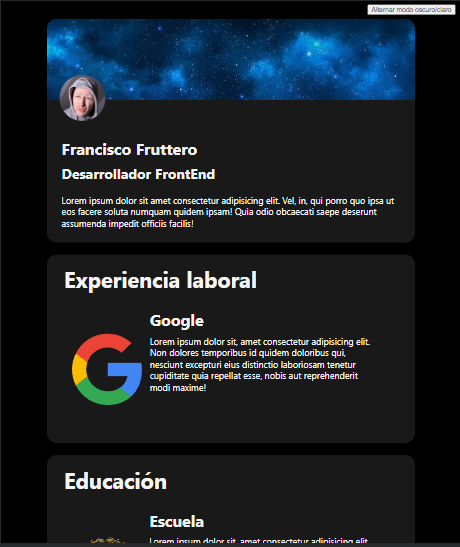 Alternar modo oscuro/claro
Francisco Fruttero
Desarrollador FrontEnd
Lorem ipsum dolor sit amet consectetur adipisicing elit. Vel, in, qui porro quo ipsa ut
eos facere soluta numquam quidem ipsam! Quia odio obcaecati saepe deserunt
assumenda impedit officiis facilis!
Experiencia laboral
Google
Lorem ipsum dolor sit, amet consectetur adipisicing elit.
Non dolores temporibus id quidem doloribus qui,
nesciunt excepturi eius distinctio laboriosam tenetur
cupiditate quia repellat esse, nobis aut reprehenderit
modi maxime!
Educación
Escuela
Lorem ipsum dolor sit, amet consectetur adipisicing elit.